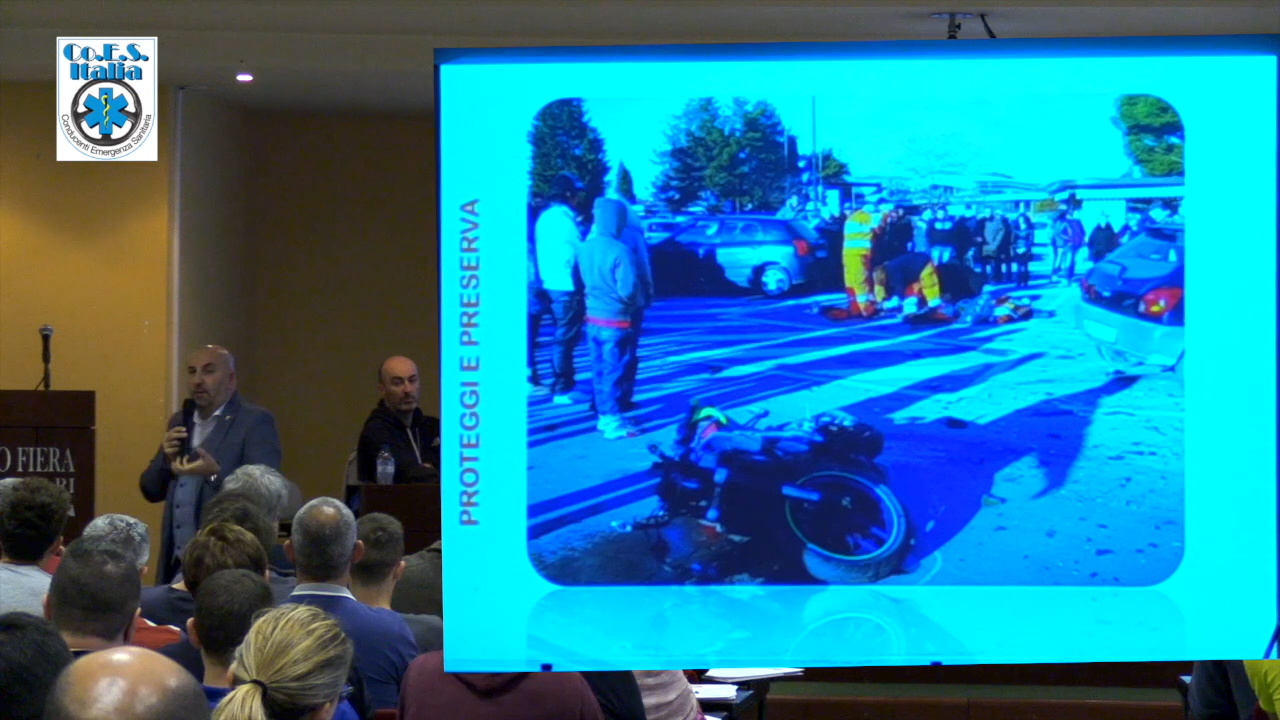 Co.E.S.
Italia
Conducenti Emergenza Sanitaria
PROTEGGI E PRESERVA
O FIERA